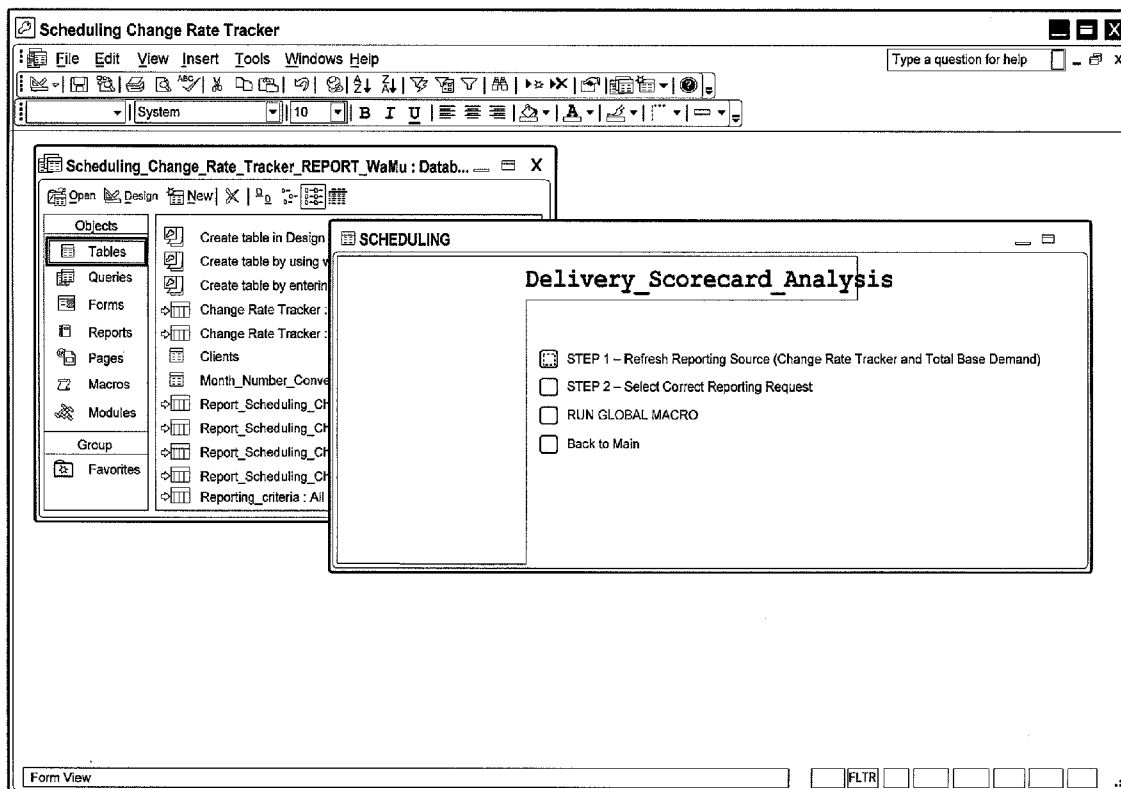 Scheduling Change Rate Tracker
File Edit View Insert Tools Windows Help
Type a question for help
ABC
System 10 B I U A
Scheduling_Change_Rate_Tracker_REPORT_WaMu : Datab...
Open Design New
Objects
Tables
Queries
Forms
Reports
Pages
Macros
Modules
Group
Favorites
Create table in Design
Create table by using
Create table by enterin
Change Rate Tracker :
Change Rate Tracker :
Clients
Month_Number_Conve
Report_Scheduling_Ch
Report_Scheduling_Ch
Report_Scheduling_Ch
Report_Scheduling_Ch
Reporting_criteria : All
SCHEDULING
Delivery_Scorecard_Analysis
STEP 1 – Refresh Reporting Source (Change Rate Tracker and Total Base Demand)
STEP 2 – Select Correct Reporting Request
RUN GLOBAL MACRO
Back to Main
Form View
FLTR